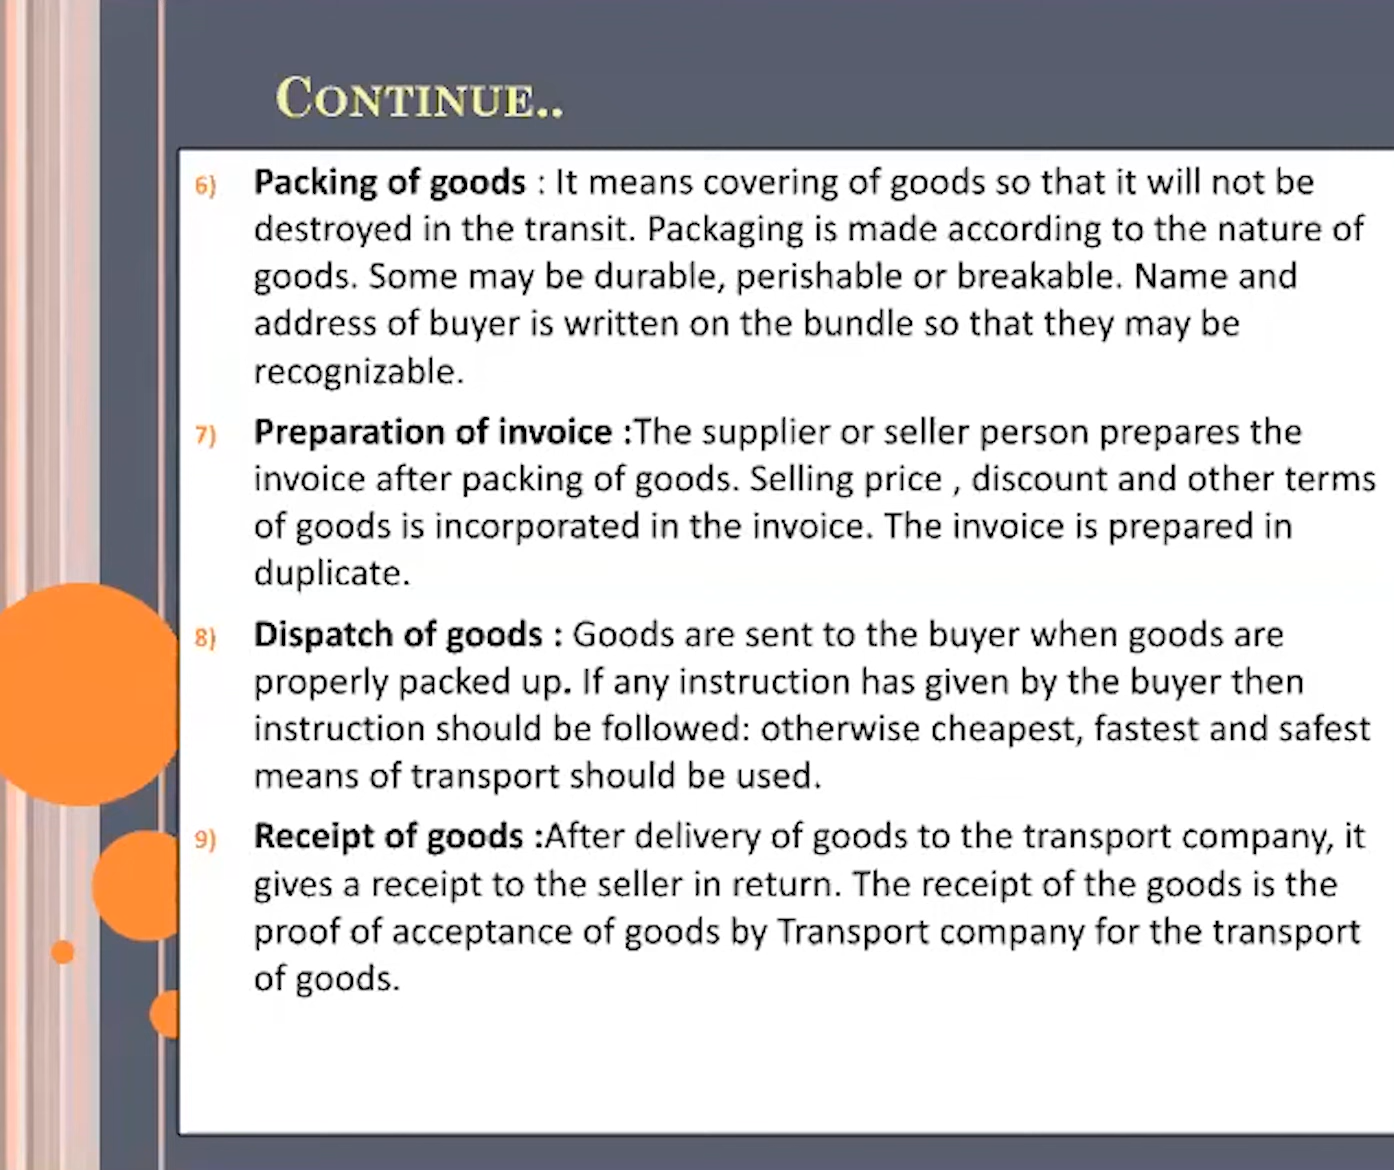 CONTINUE..
6) Packing of goods : It means covering of goods so that it will not be
destroyed in the transit. Packaging is made according to the nature of
goods. Some may be durable, perishable or breakable. Name and
address of buyer is written on the bundle so that they may be
recognizable.
7) Preparation of invoice :The supplier or seller person prepares the
invoice after packing of goods. Selling price , discount and other terms
of goods is incorporated in the invoice. The invoice is prepared in
duplicate.
8) Dispatch of goods : Goods are sent to the buyer when goods are
properly packed up. If any instruction has given by the buyer then
instruction should be followed: otherwise cheapest, fastest and safest
means of transport should be used.
9) Receipt of goods :After delivery of goods to the transport company, it
gives a receipt to the seller in return. The receipt of the goods is the
proof of acceptance of goods by Transport company for the transport
of goods.